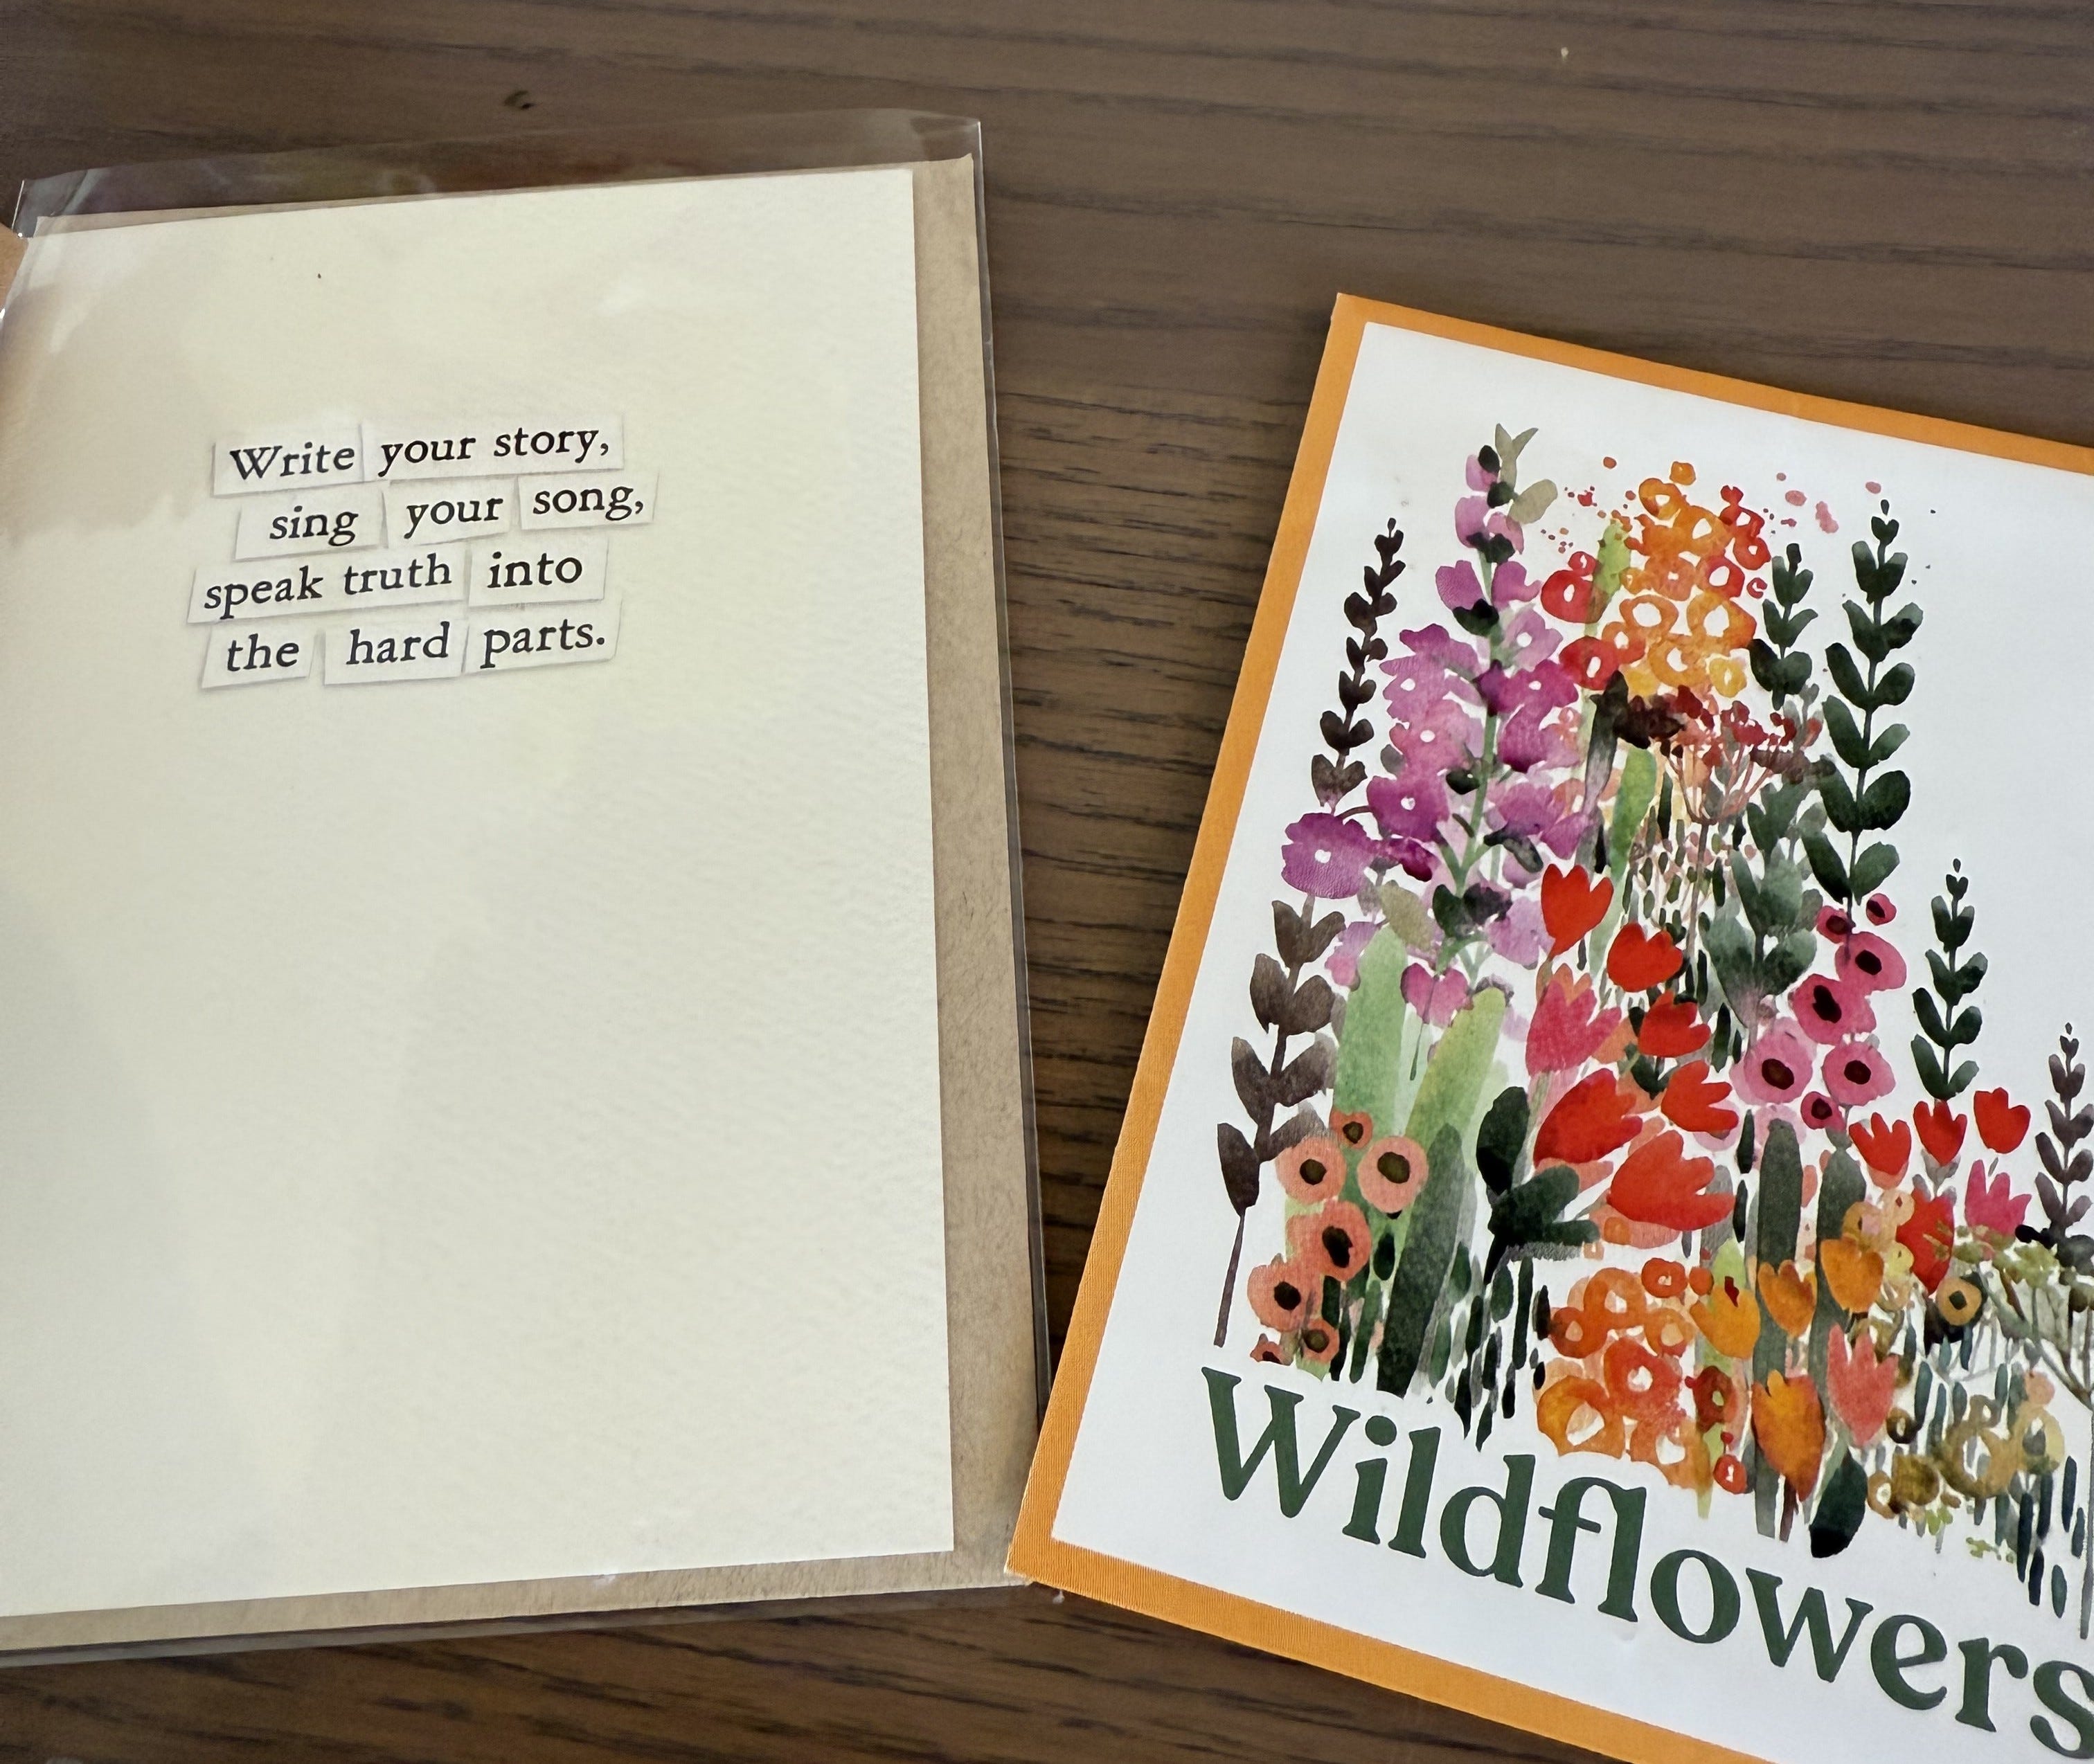 Write your story,
sing your song,
speak truth into
the hard parts.
Wildflowers